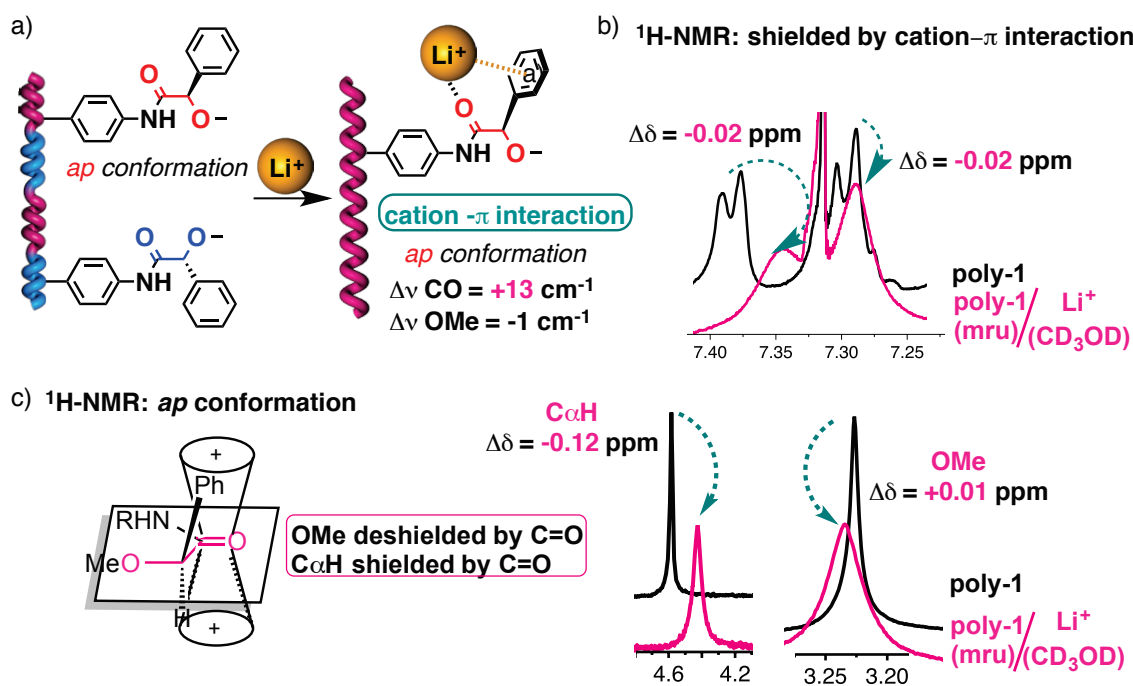 a)
Li⁺
a
O
NH
O
ap conformation
Li⁺
O
NH
O
cation -π interaction
ap conformation
Δν CO = +13 cm⁻¹
Δν OMe = -1 cm⁻¹
O
O
NH
b)
¹H-NMR: shielded by cation–π interaction
Δδ = -0.02 ppm
Δδ = -0.02 ppm
poly-1
poly-1/ Li⁺
(mru)/(CD₃OD)
7.40 7.35 7.30 7.25
c)
¹H-NMR: ap conformation
+
Ph
RHN
O
MeO
H
+
OMe deshielded by C=O
CαH shielded by C=O
CαH
Δδ = -0.12 ppm
OMe
Δδ = +0.01 ppm
poly-1
poly-1/ Li⁺
(mru)/(CD₃OD)
4.6 4.2
3.25 3.20